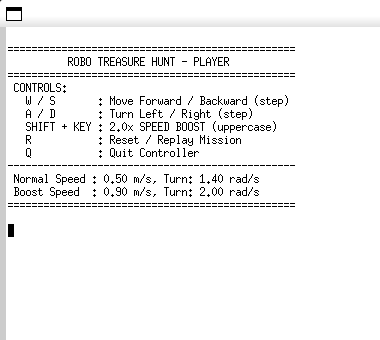 ================================================
ROBO TREASURE HUNT - PLAYER
================================================
CONTROLS:
W / S : Move Forward / Backward (step)
A / D : Turn Left / Right (step)
SHIFT + KEY : 2.0x SPEED BOOST (uppercase)
R : Reset / Replay Mission
Q : Quit Controller
------------------------------------------------
Normal Speed : 0.50 m/s, Turn: 1.40 rad/s
Boost Speed : 0.90 m/s, Turn: 2.00 rad/s
================================================